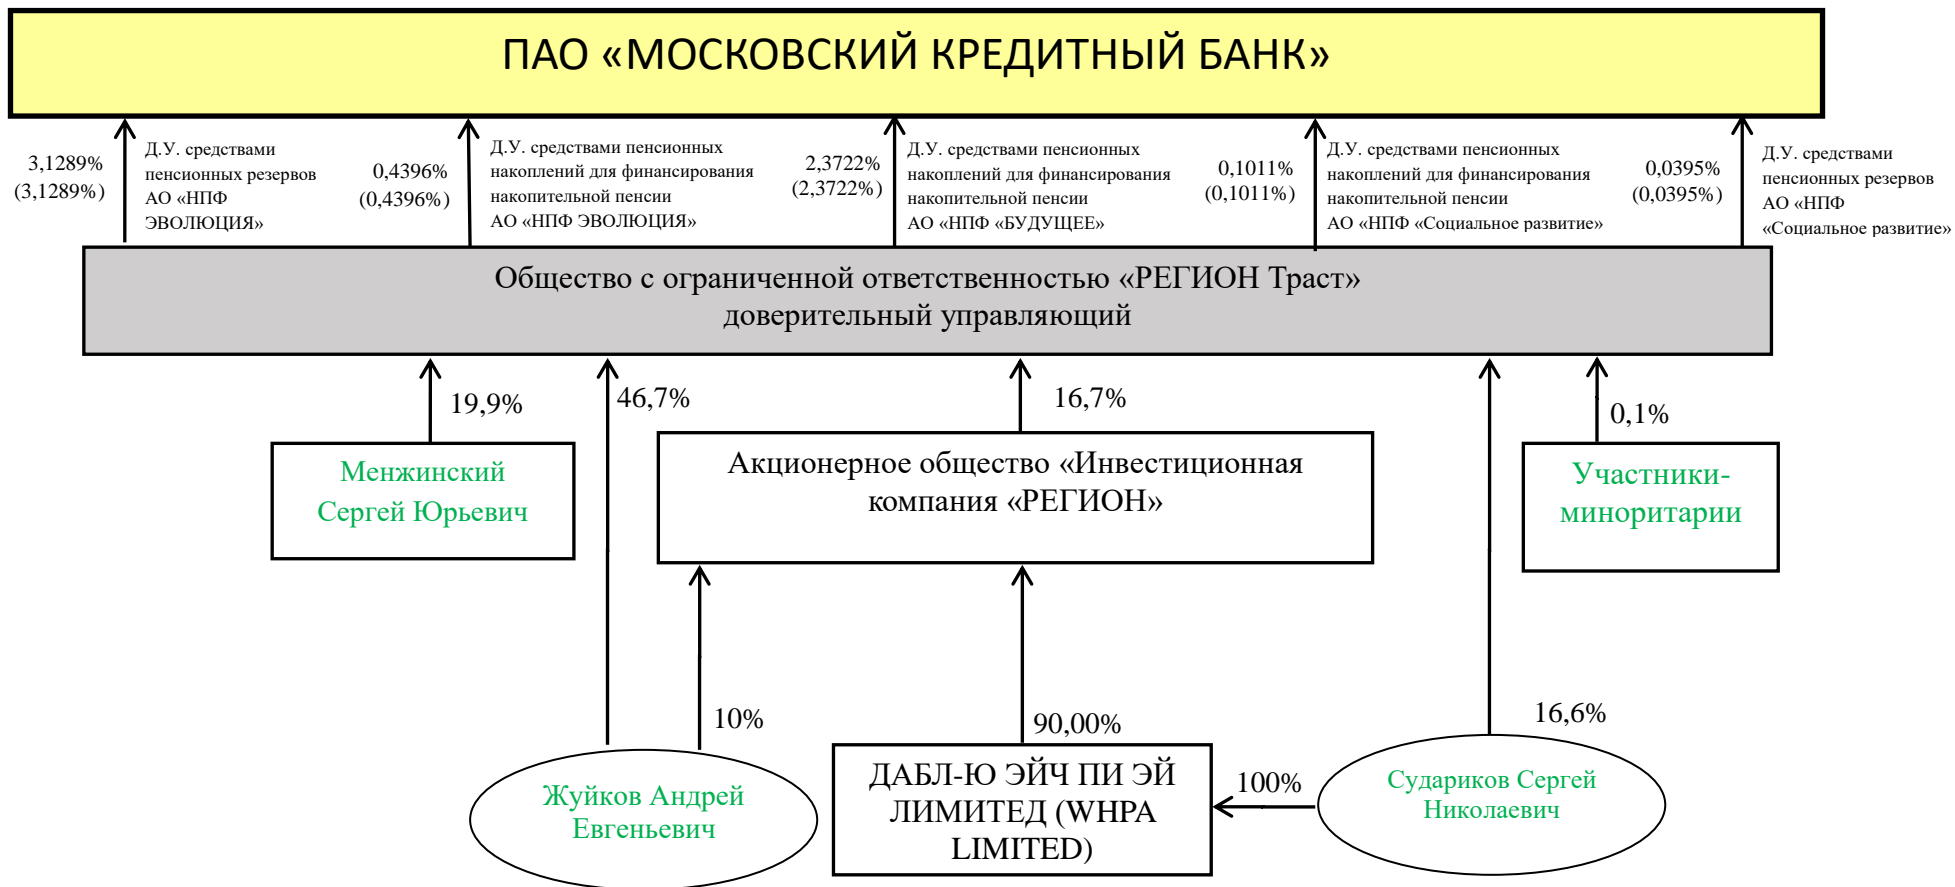 ПАО «МОСКОВСКИЙ КРЕДИТНЫЙ БАНК»
3,1289%
(3,1289%)
Д.У. средствами
пенсионных резервов
АО «НПФ
ЭВОЛЮЦИЯ»
0,4396%
(0,4396%)
Д.У. средствами пенсионных
накоплений для финансирования
накопительной пенсии
АО «НПФ ЭВОЛЮЦИЯ»
2,3722%
(2,3722%)
Д.У. средствами пенсионных
накоплений для финансирования
накопительной пенсии
АО «НПФ «БУДУЩЕЕ»
0,1011%
(0,1011%)
Д.У. средствами пенсионных
накоплений для финансирования
накопительной пенсии
АО «НПФ «Социальное развитие»
0,0395%
(0,0395%)
Д.У. средствами
пенсионных резервов
АО «НПФ
«Социальное развитие»
Общество с ограниченной ответственностью «РЕГИОН Траст»
доверительный управляющий
19,9%
46,7%
16,7%
0,1%
Менжинский
Сергей Юрьевич
Акционерное общество «Инвестиционная
компания «РЕГИОН»
Участники-
миноритарии
10%
90,00%
16,6%
Жуйков Андрей
Евгеньевич
ДАБЛ-Ю ЭЙЧ ПИ ЭЙ
ЛИМИТЕД (WHPA
LIMITED)
100%
Судариков Сергей
Николаевич